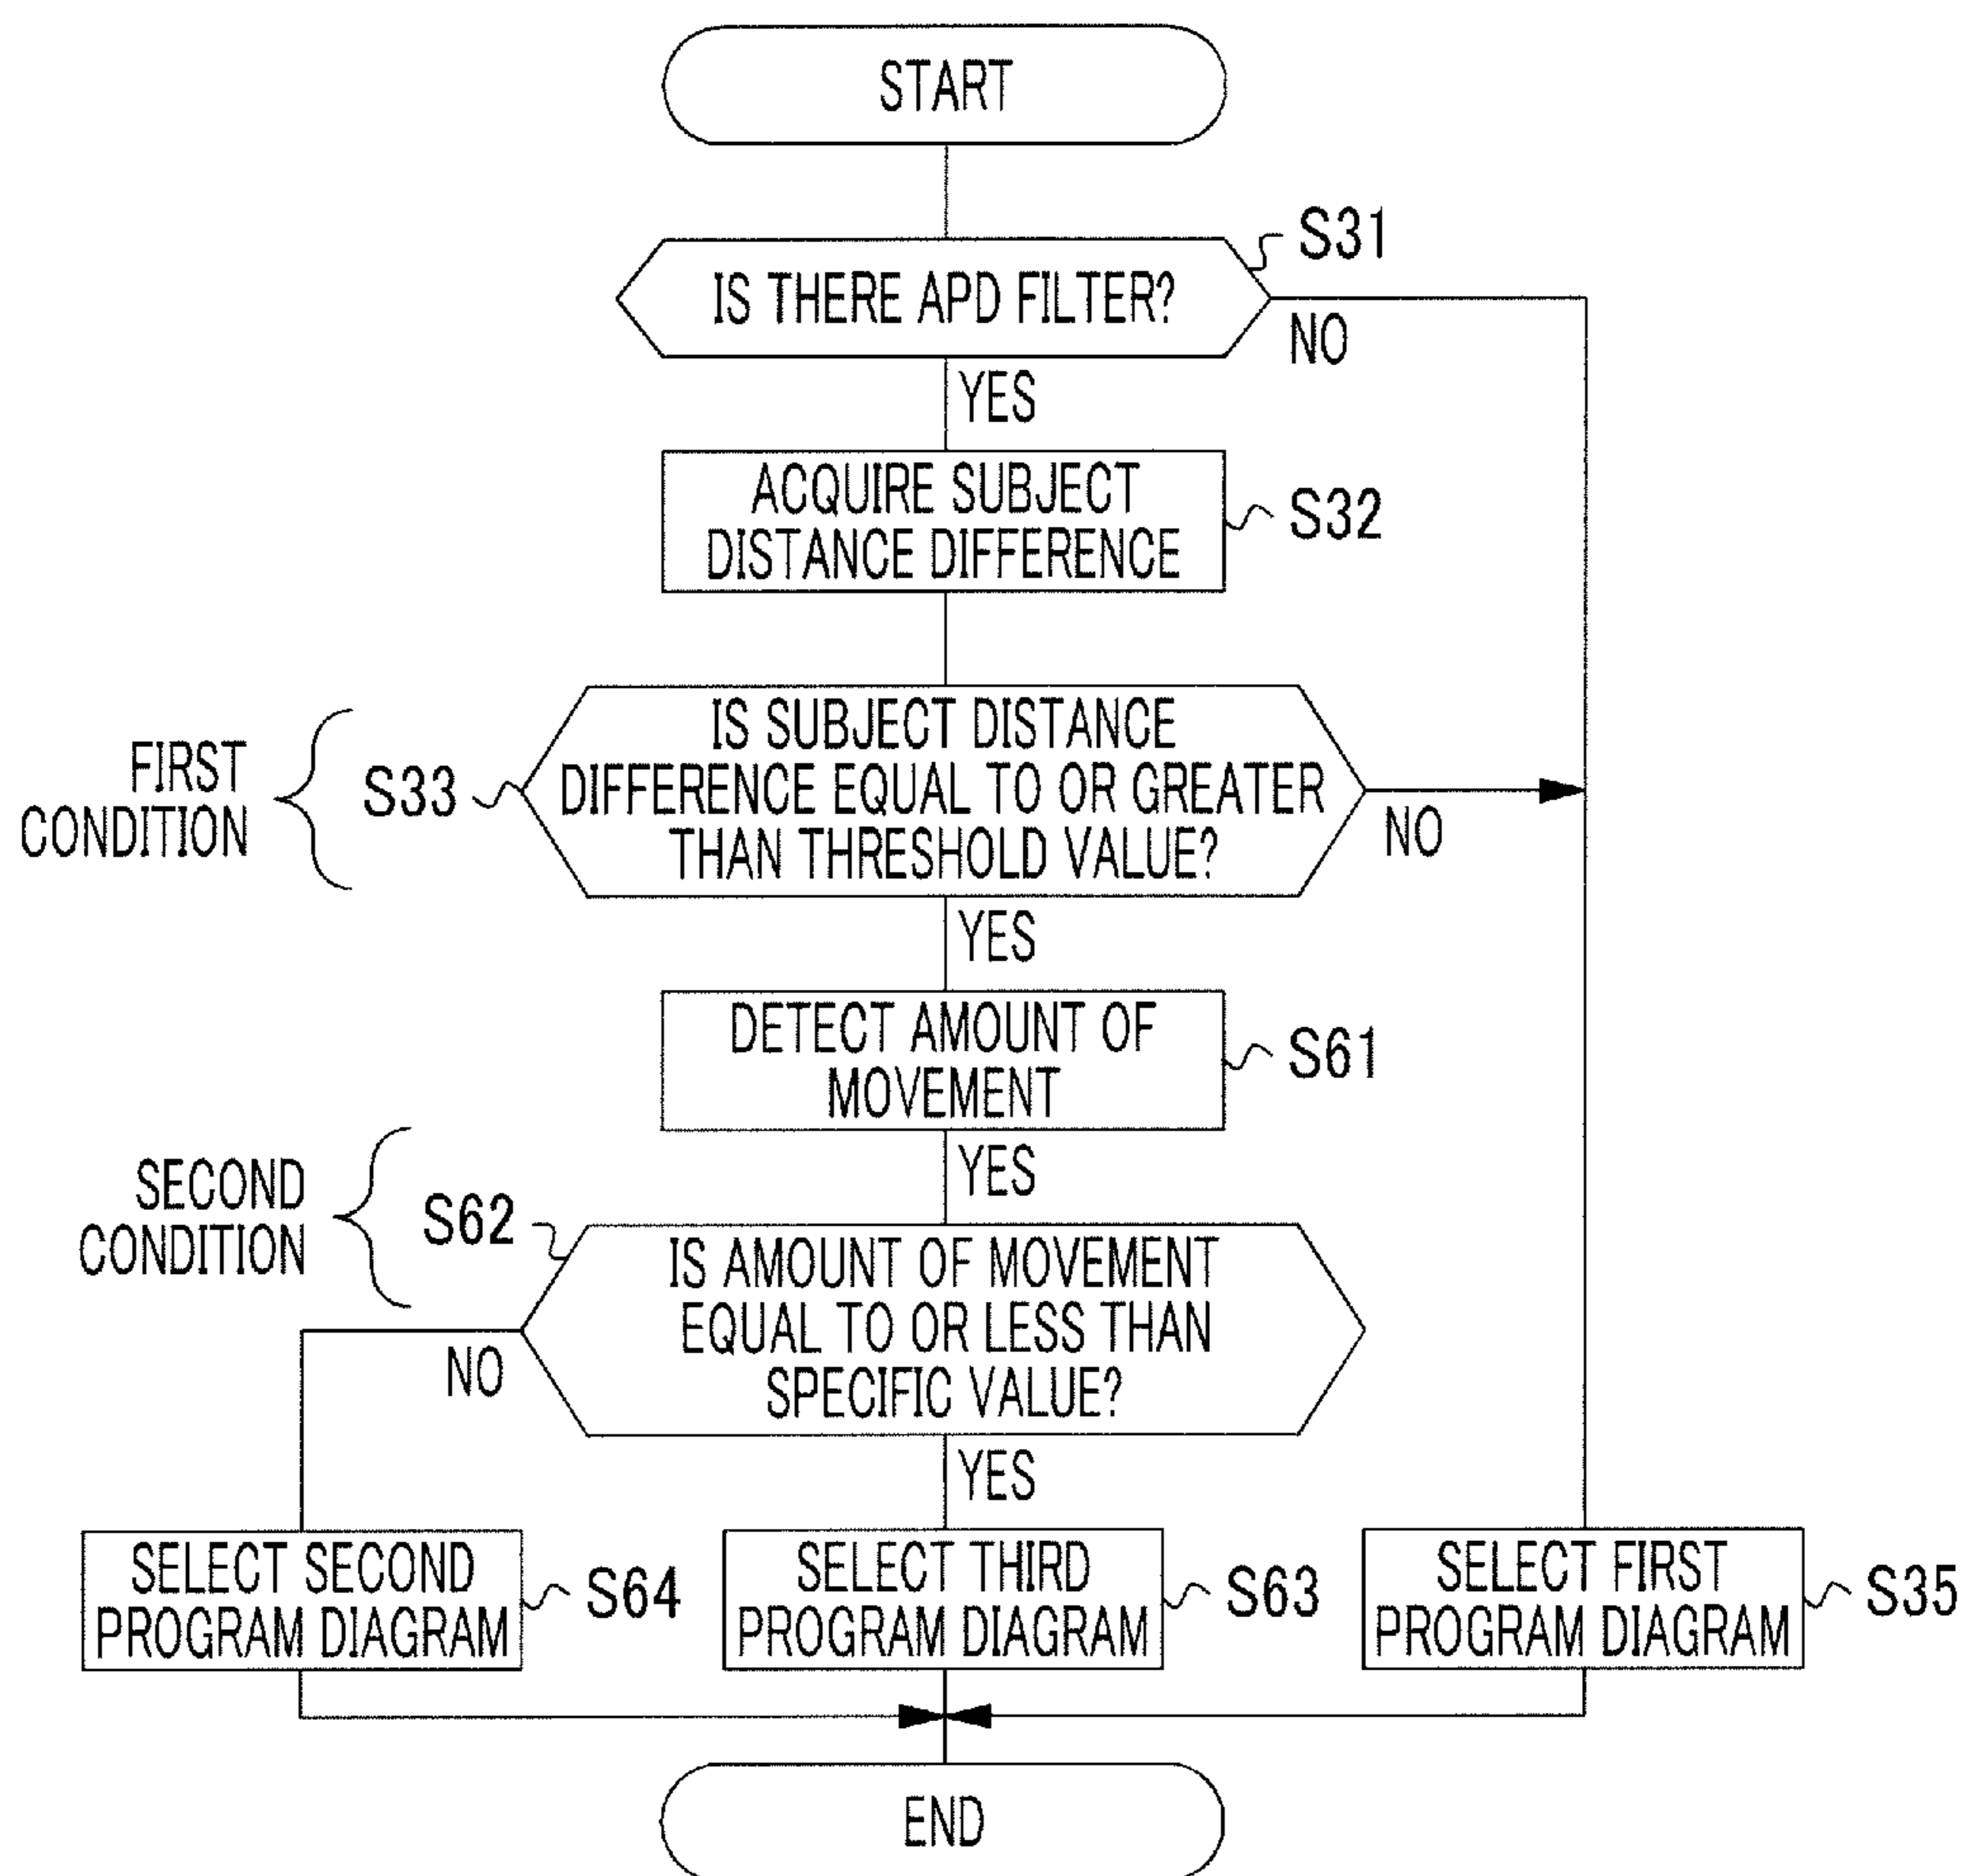 START
S31
IS THERE APD FILTER?
NO
YES
ACQUIRE SUBJECT
DISTANCE DIFFERENCE
S32
FIRST
CONDITION
S33
IS SUBJECT DISTANCE
DIFFERENCE EQUAL TO OR GREATER
THAN THRESHOLD VALUE?
NO
YES
DETECT AMOUNT OF
MOVEMENT
S61
YES
SECOND
CONDITION
S62
IS AMOUNT OF MOVEMENT
EQUAL TO OR LESS THAN
SPECIFIC VALUE?
NO
YES
SELECT SECOND
PROGRAM DIAGRAM
S64
SELECT THIRD
PROGRAM DIAGRAM
S63
SELECT FIRST
PROGRAM DIAGRAM
S35
END